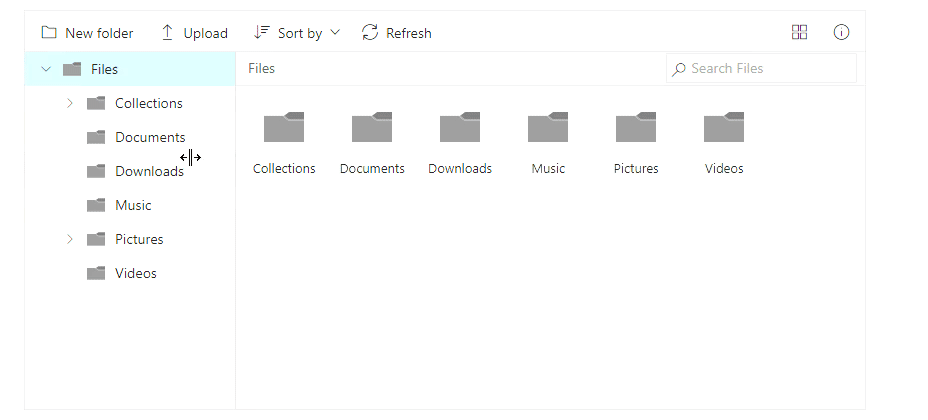 New folder Upload Sort by Refresh
Files
Files
Search Files
Collections
Documents
Downloads
Music
Pictures
Videos
Collections Documents Downloads Music Pictures Videos